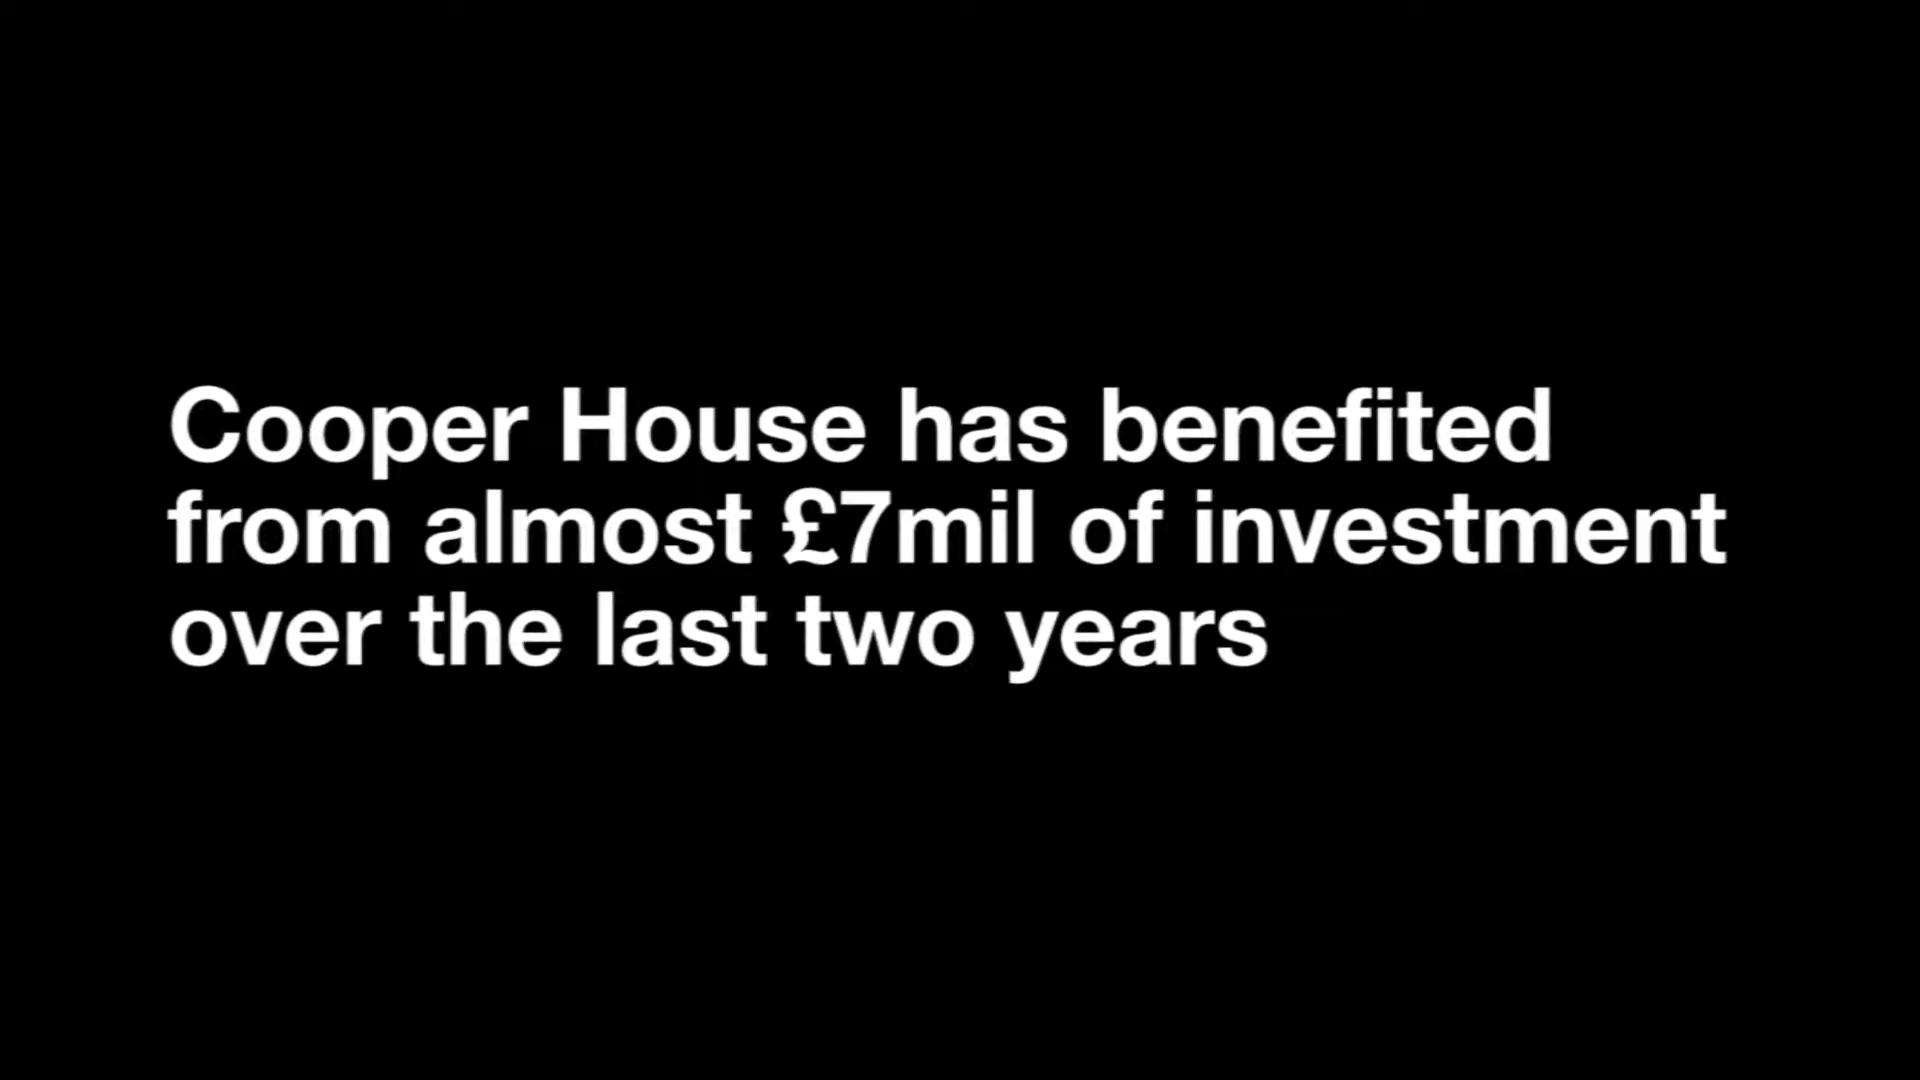 Cooper House has benefited
from almost £7mil of investment
over the last two years